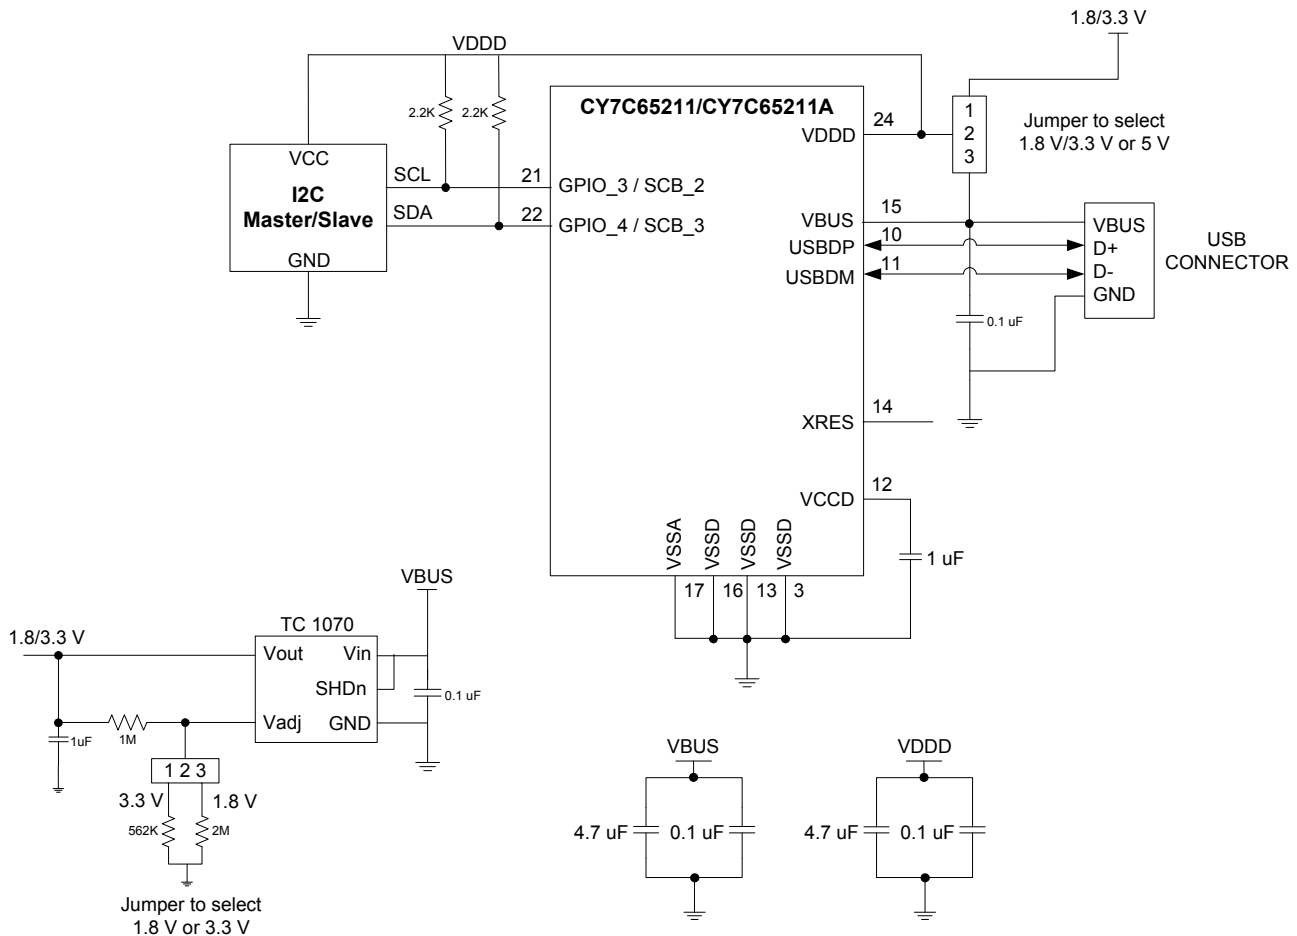 1.8/3.3 V
VDDD
2.2K
2.2K
CY7C65211/CY7C65211A
VDDD
24
1
2
3
Jumper to select
1.8 V/3.3 V or 5 V
VCC
I2C
Master/Slave
GND
SCL
SDA
21
22
GPIO_3 / SCB_2
GPIO_4 / SCB_3
VBUS
15
USBDP
10
USBDM
11
VBUS
D+
D-
GND
USB
CONNECTOR
0.1 uF
XRES
14
VCCD
12
1 uF
VSSA
VSSD
VSSD
VSSD
17
16
13
3
VBUS
1.8/3.3 V
TC 1070
Vout
Vin
SHDn
Vadj
GND
0.1 uF
1uF
1M
1 2 3
3.3 V
1.8 V
562K
2M
Jumper to select
1.8 V or 3.3 V
VBUS
4.7 uF
0.1 uF
VDDD
4.7 uF
0.1 uF